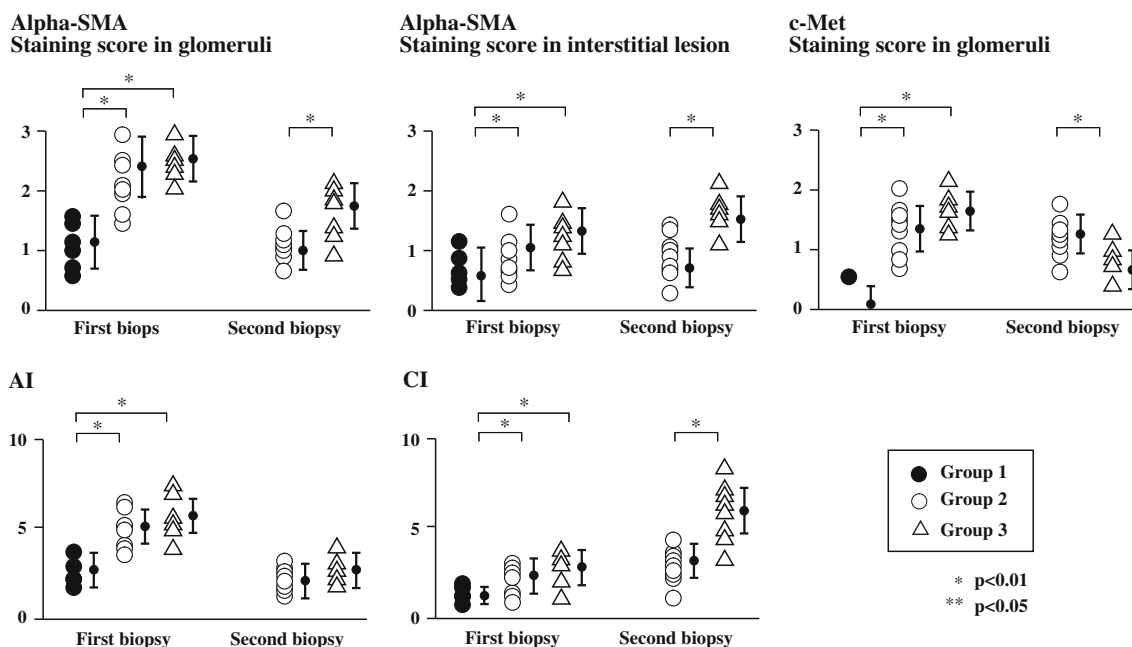 Alpha-SMA
Staining score in glomeruli
*
*
*
3
2
1
0
First biops
Second biopsy
Alpha-SMA
Staining score in interstitial lesion
*
*
*
3
2
1
0
First biopsy
Second biopsy
c-Met
Staining score in glomeruli
*
*
*
3
2
1
0
First biopsy
Second biopsy
AI
*
*
10
5
0
First biopsy
Second biopsy
CI
*
*
*
10
5
0
First biopsy
Second biopsy
Group 1
Group 2
Group 3
* p<0.01
** p<0.05